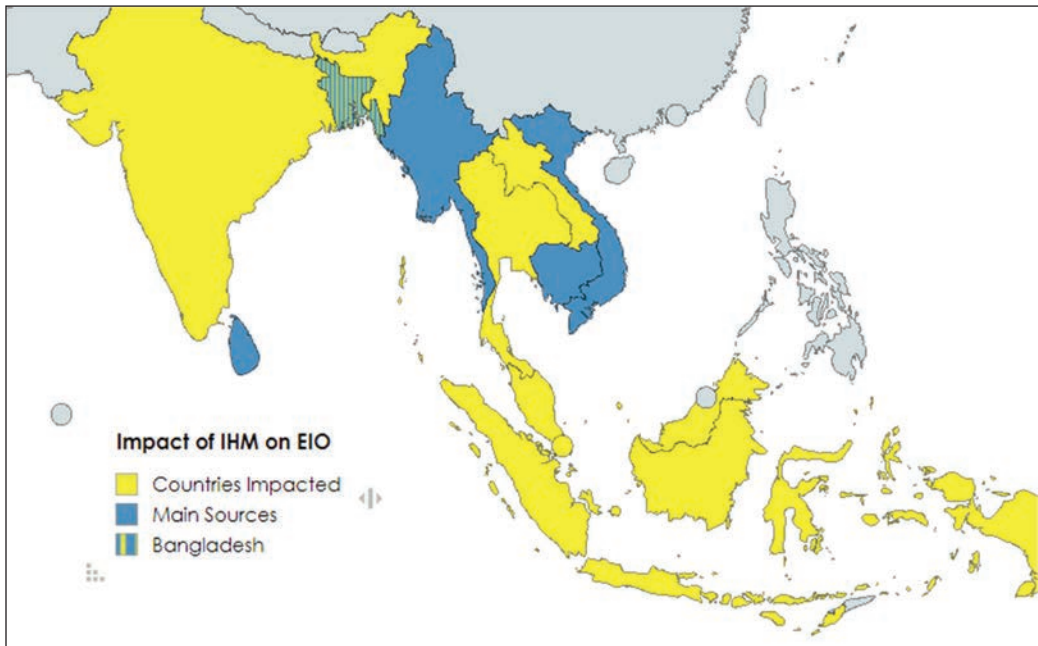 Impact of IHM on EIO
Countries Impacted
Main Sources
Bangladesh